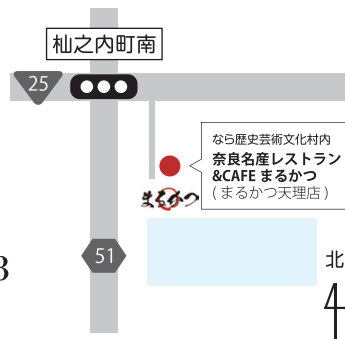 杣之内町南
25
なら歴史芸術文化村内
奈良名産レストラン
&CAFE まるかつ
( まるかつ天理店 )
まるかつ
51
3
北